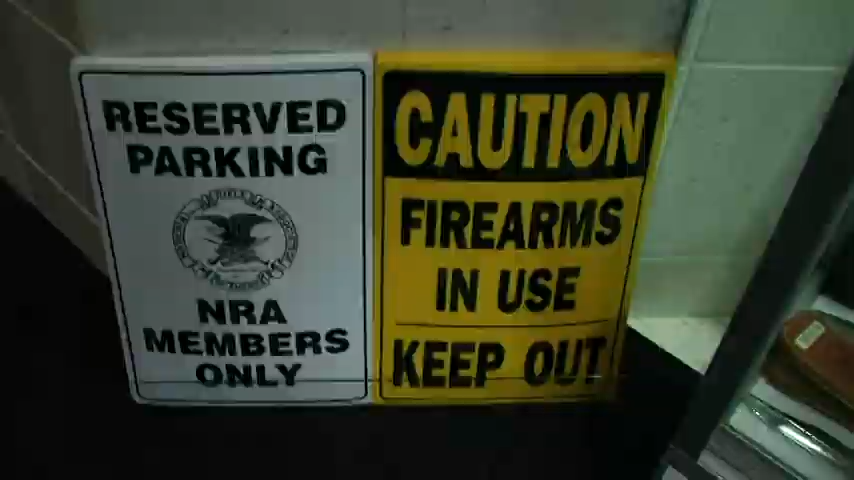 RESERVED
PARKING
NRA
MEMBERS
ONLY
CAUTION
FIREARMS
IN USE
KEEP OUT